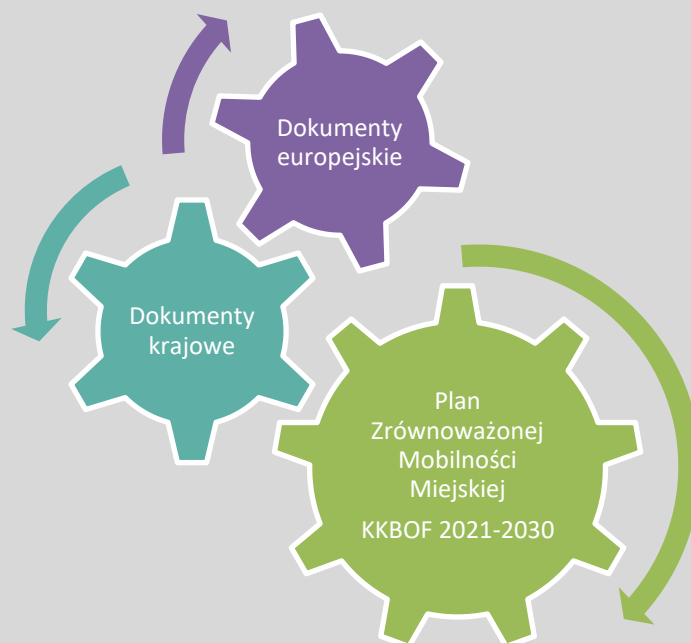 Dokumenty
europejskie
Dokumenty
krajowe
Plan
Zrównoważonej
Mobilności
Miejskiej
KKBOF 2021-2030